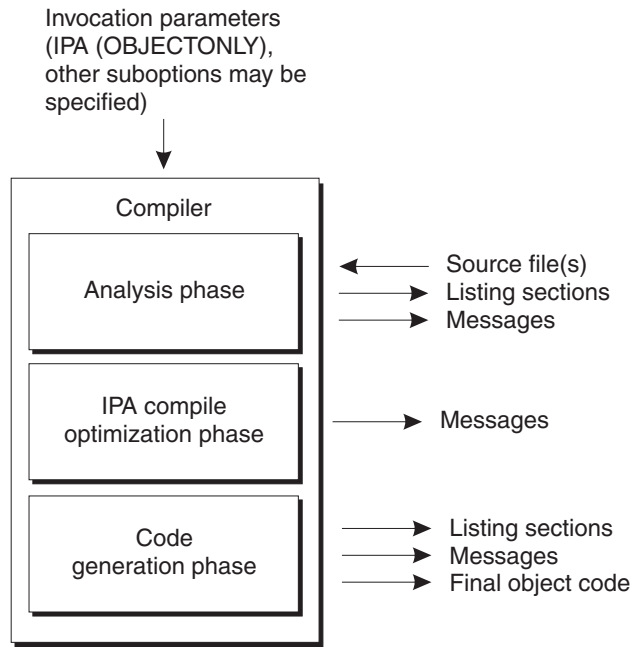 Invocation parameters
(IPA (OBJECTONLY),
other suboptions may be
specified)
Compiler
Analysis phase
Source file(s)
Listing sections
Messages
IPA compile
optimization phase
Messages
Code
generation phase
Listing sections
Messages
Final object code